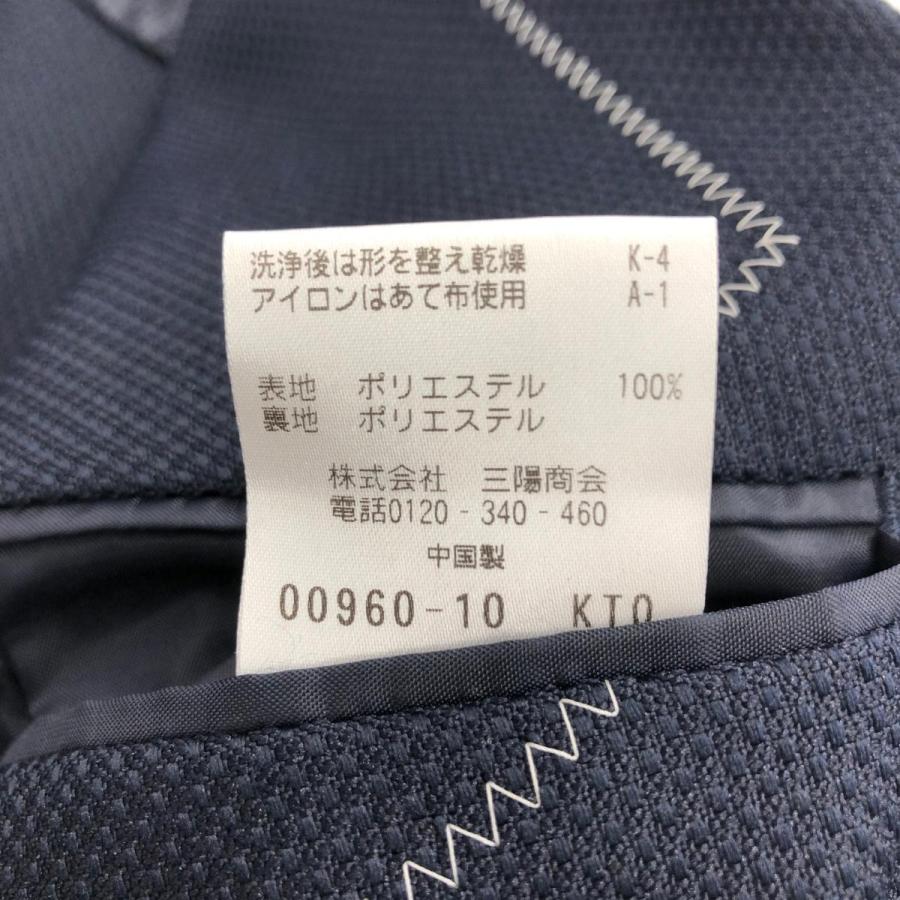 洗浄後は形を整え乾燥 K-4
アイロンはあて布使用 A-1
表地 ポリエステル 100%
裏地 ポリエステル
株式会社 三陽商会
電話0120-340-460
中国製
00960-10 KTO